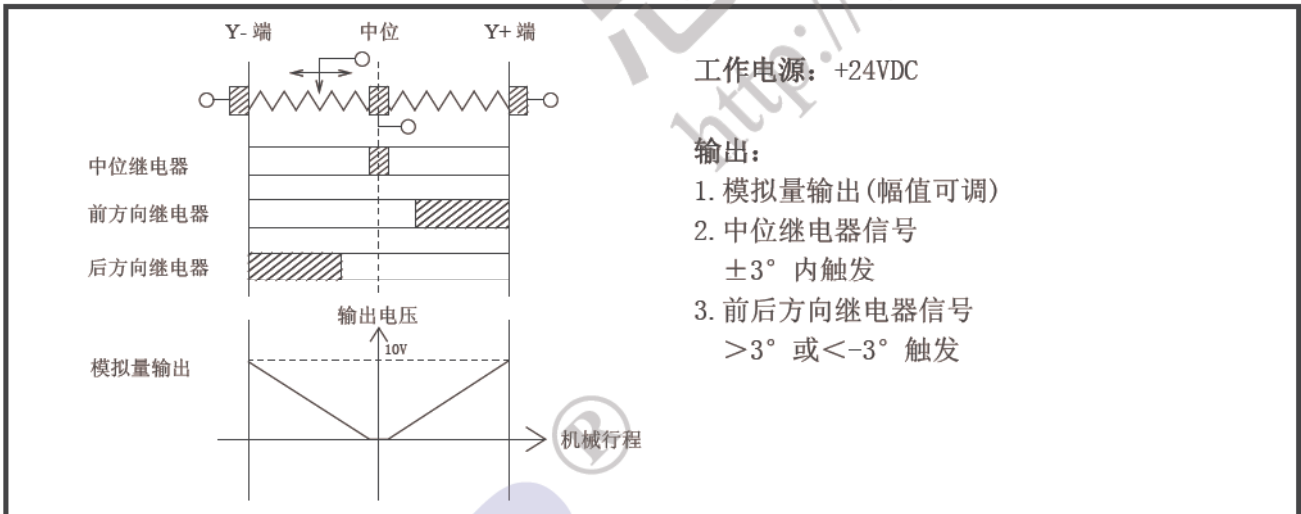 Y- 端 中位 Y+ 端
中位继电器
前方向继电器
后方向继电器
输出电压
10V
模拟量输出
机械行程
工作电源：+24VDC
输出：
1. 模拟量输出(幅值可调)
2. 中位继电器信号
±3° 内触发
3. 前后方向继电器信号
＞3° 或＜-3° 触发
http://
®